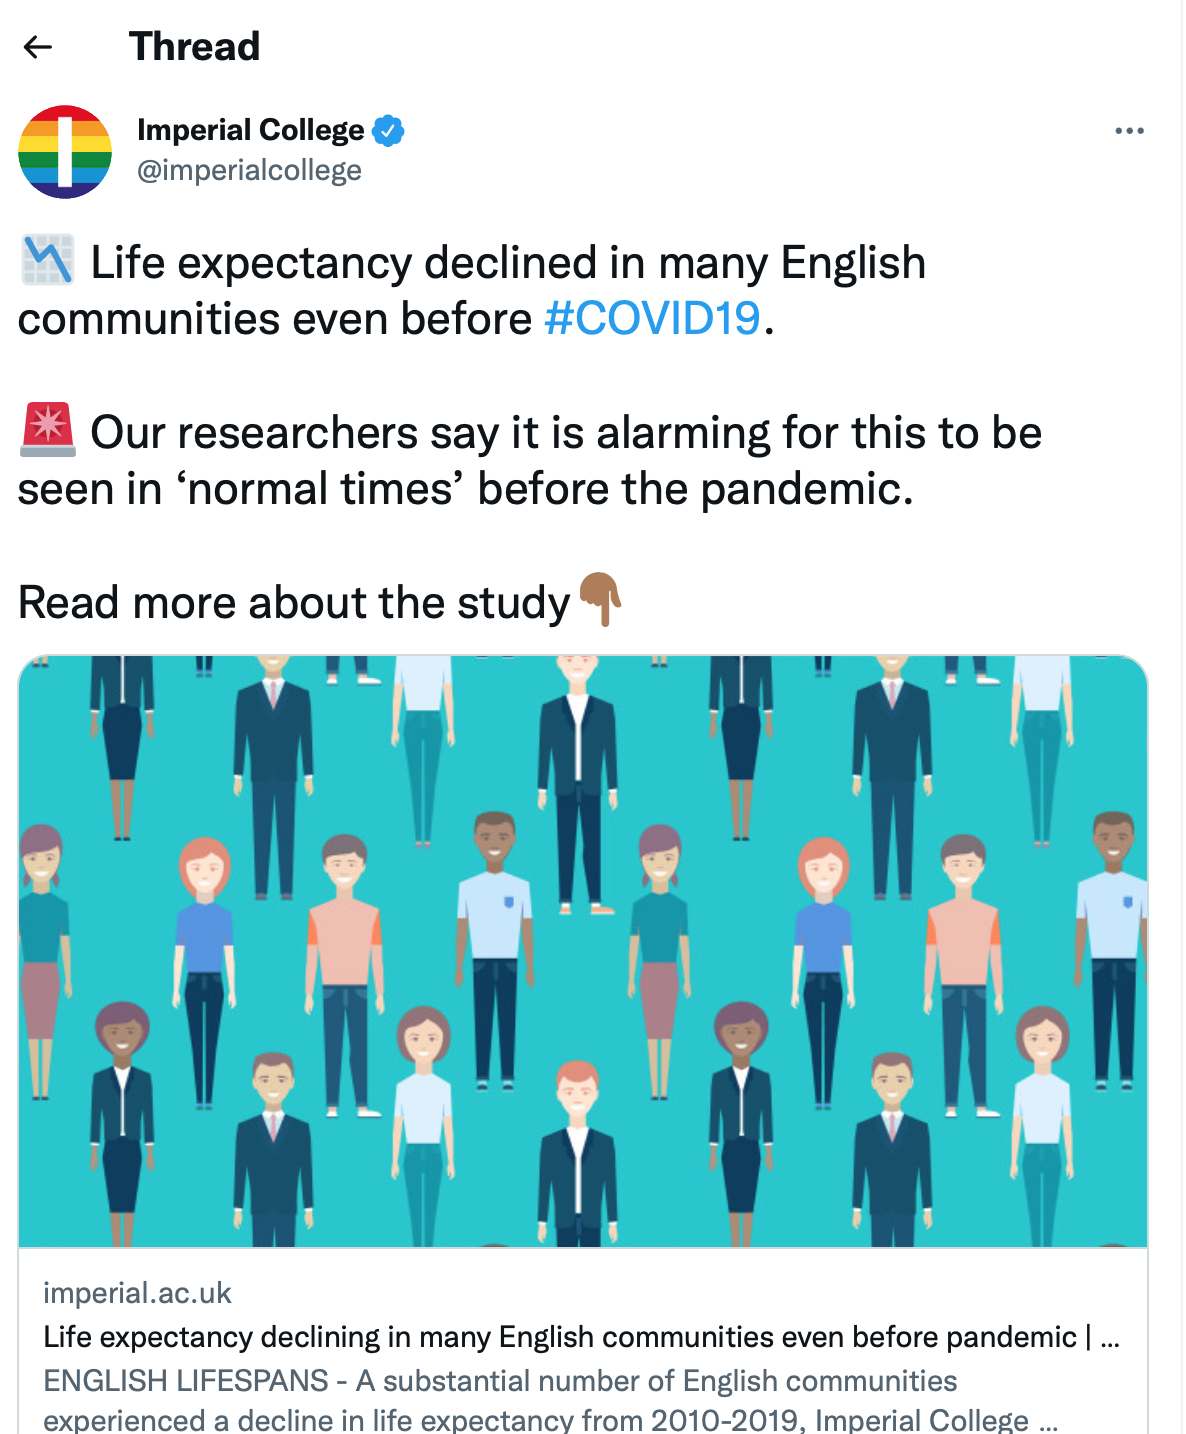 Thread
Imperial College
@imperialcollege
📉 Life expectancy declined in many English
communities even before #COVID19.
🚨 Our researchers say it is alarming for this to be
seen in ‘normal times’ before the pandemic.
Read more about the study👇🏾
imperial.ac.uk
Life expectancy declining in many English communities even before pandemic | ...
ENGLISH LIFESPANS - A substantial number of English communities
experienced a decline in life expectancy from 2010-2019, Imperial College ...